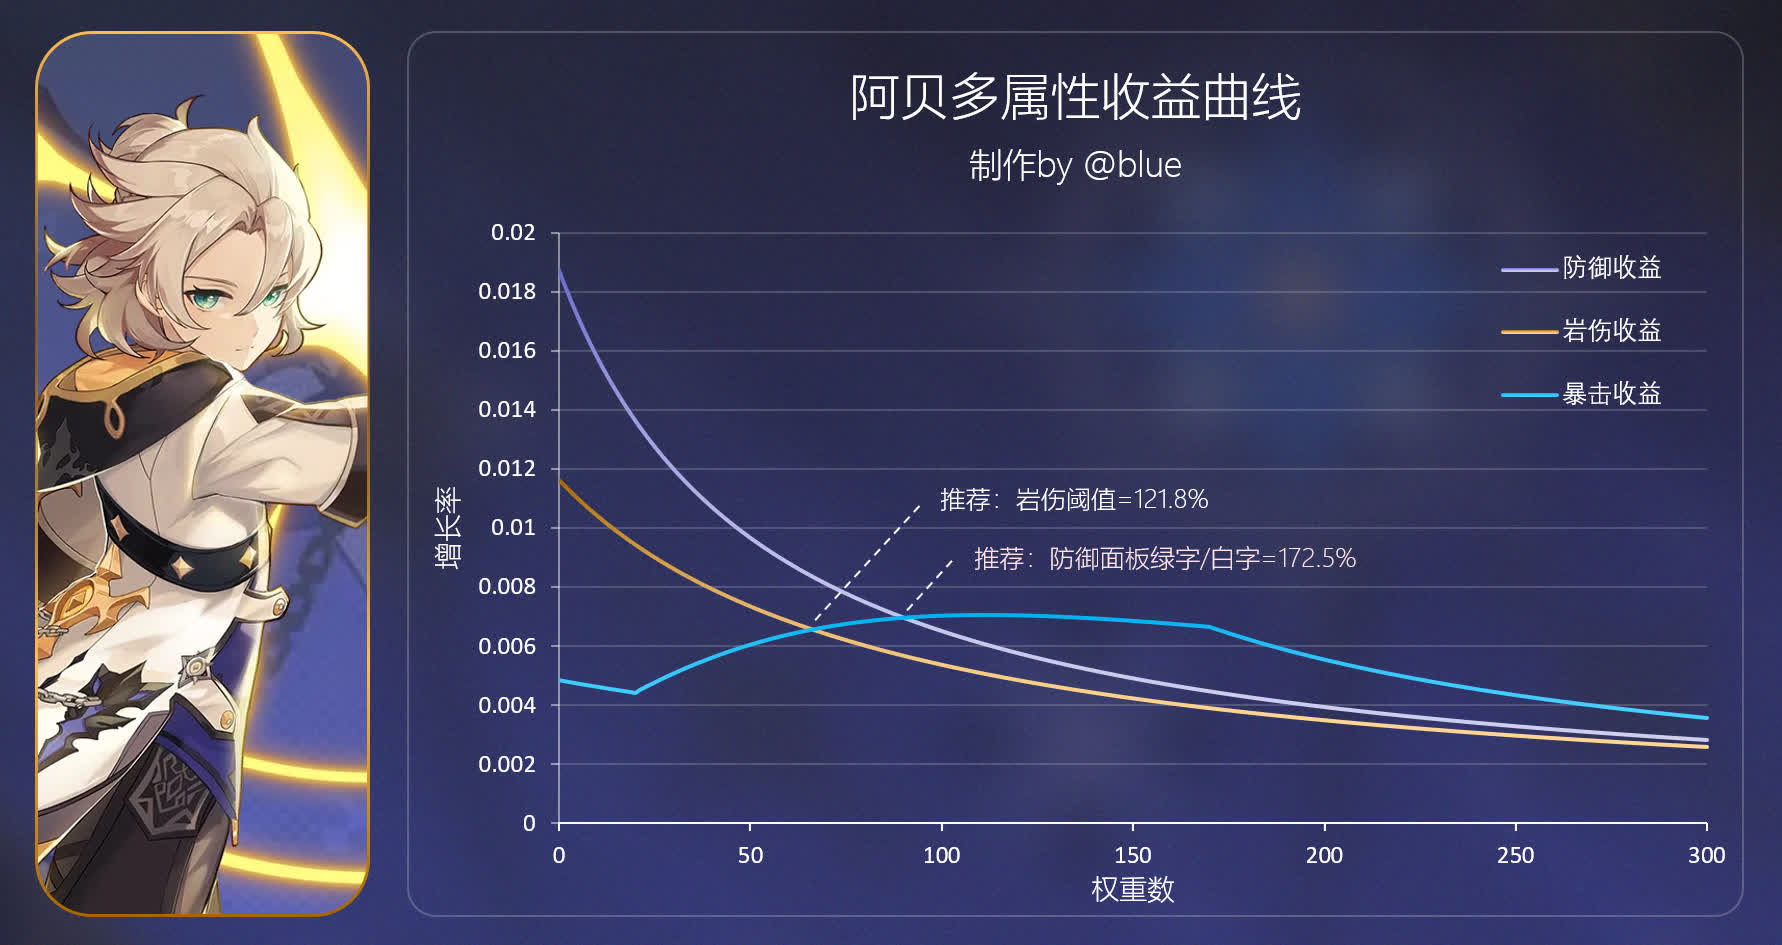 阿贝多属性收益曲线
制作by @blue
0.02
0.018
0.016
0.014
0.012
0.01
0.008
0.006
0.004
0.002
0
增长率
防御收益
岩伤收益
暴击收益
推荐：岩伤阈值=121.8%
推荐：防御面板绿字/白字=172.5%
0 50 100 150 200 250 300
权重数